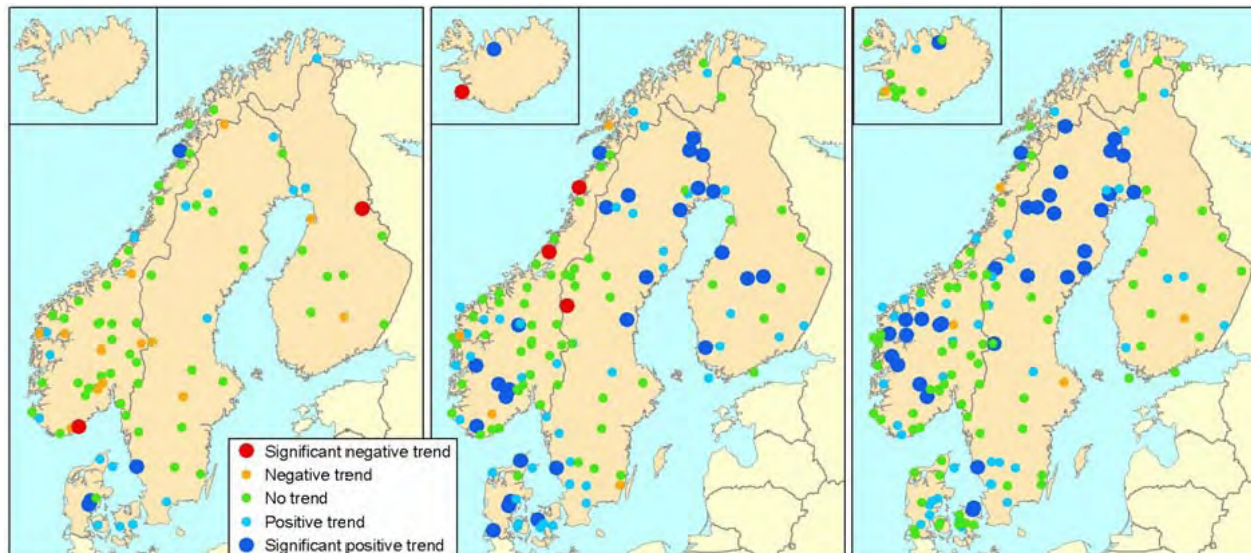 Significant negative trend
Negative trend
No trend
Positive trend
Significant positive trend